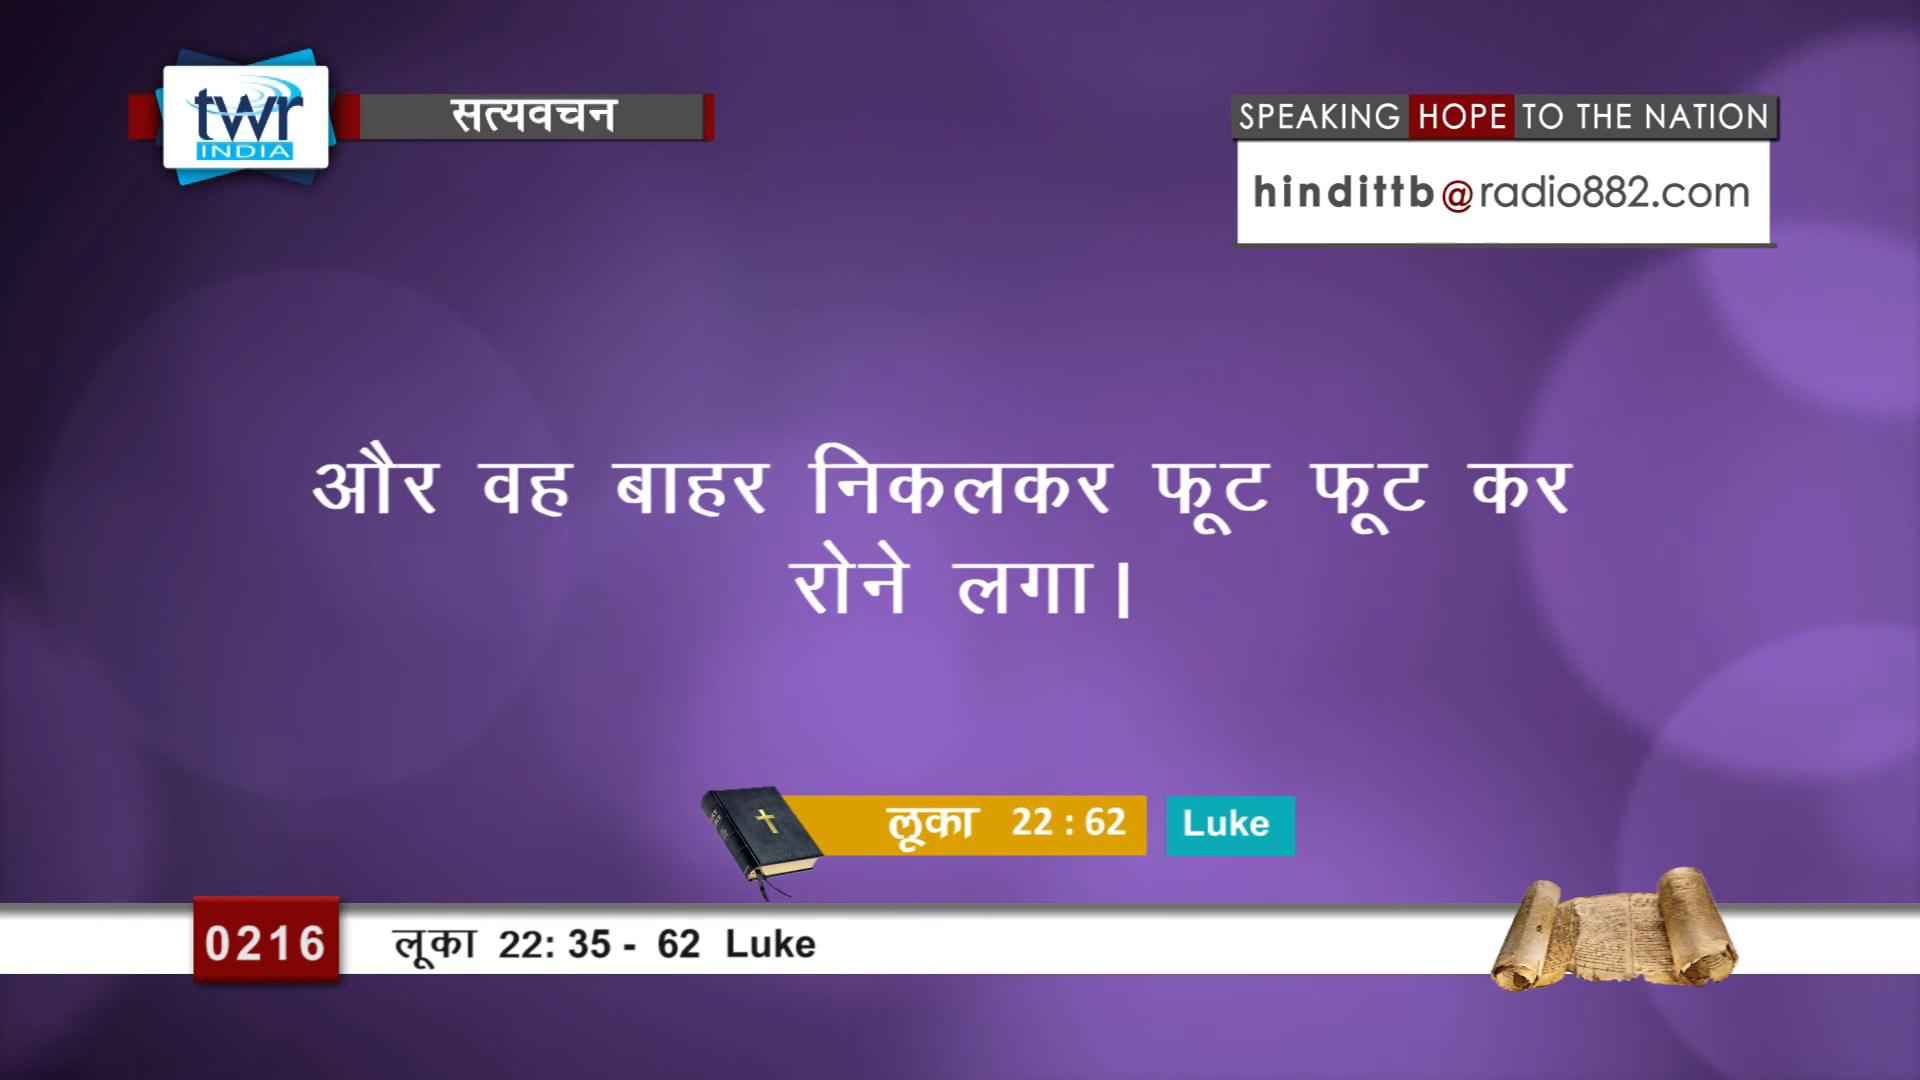 twr
INDIA
सत्यवचन
SPEAKING HOPE TO THE NATION
hindittb@radio882.com
और वह बाहर निकलकर फूट फूट कर
रोने लगा।
लूका 22 : 62 Luke
0216 लूका 22: 35 - 62 Luke